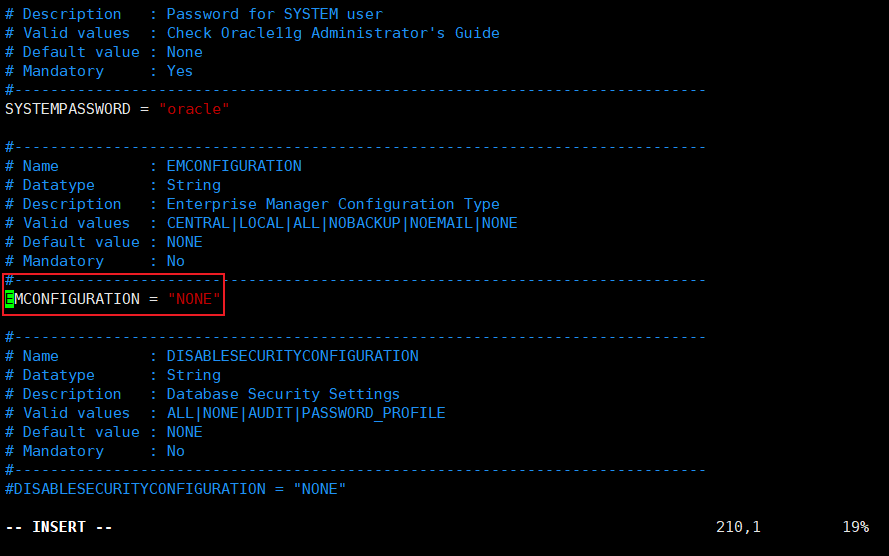 # Description   : Password for SYSTEM user
# Valid values  : Check Oracle11g Administrator's Guide
# Default value : None
# Mandatory     : Yes
#-----------------------------------------------------------------------------
SYSTEMPASSWORD = "oracle"
#-----------------------------------------------------------------------------
# Name          : EMCONFIGURATION
# Datatype      : String
# Description   : Enterprise Manager Configuration Type
# Valid values  : CENTRAL|LOCAL|ALL|NOBACKUP|NOEMAIL|NONE
# Default value : NONE
# Mandatory     : No
#-----------------------------------------------------------------------------
EMCONFIGURATION = "NONE"
#-----------------------------------------------------------------------------
# Name          : DISABLESECURITYCONFIGURATION
# Datatype      : String
# Description   : Database Security Settings
# Valid values  : ALL|NONE|AUDIT|PASSWORD_PROFILE
# Default value : NONE
# Mandatory     : No
#-----------------------------------------------------------------------------
#DISABLESECURITYCONFIGURATION = "NONE"
-- INSERT --                                                                   210,1         19%